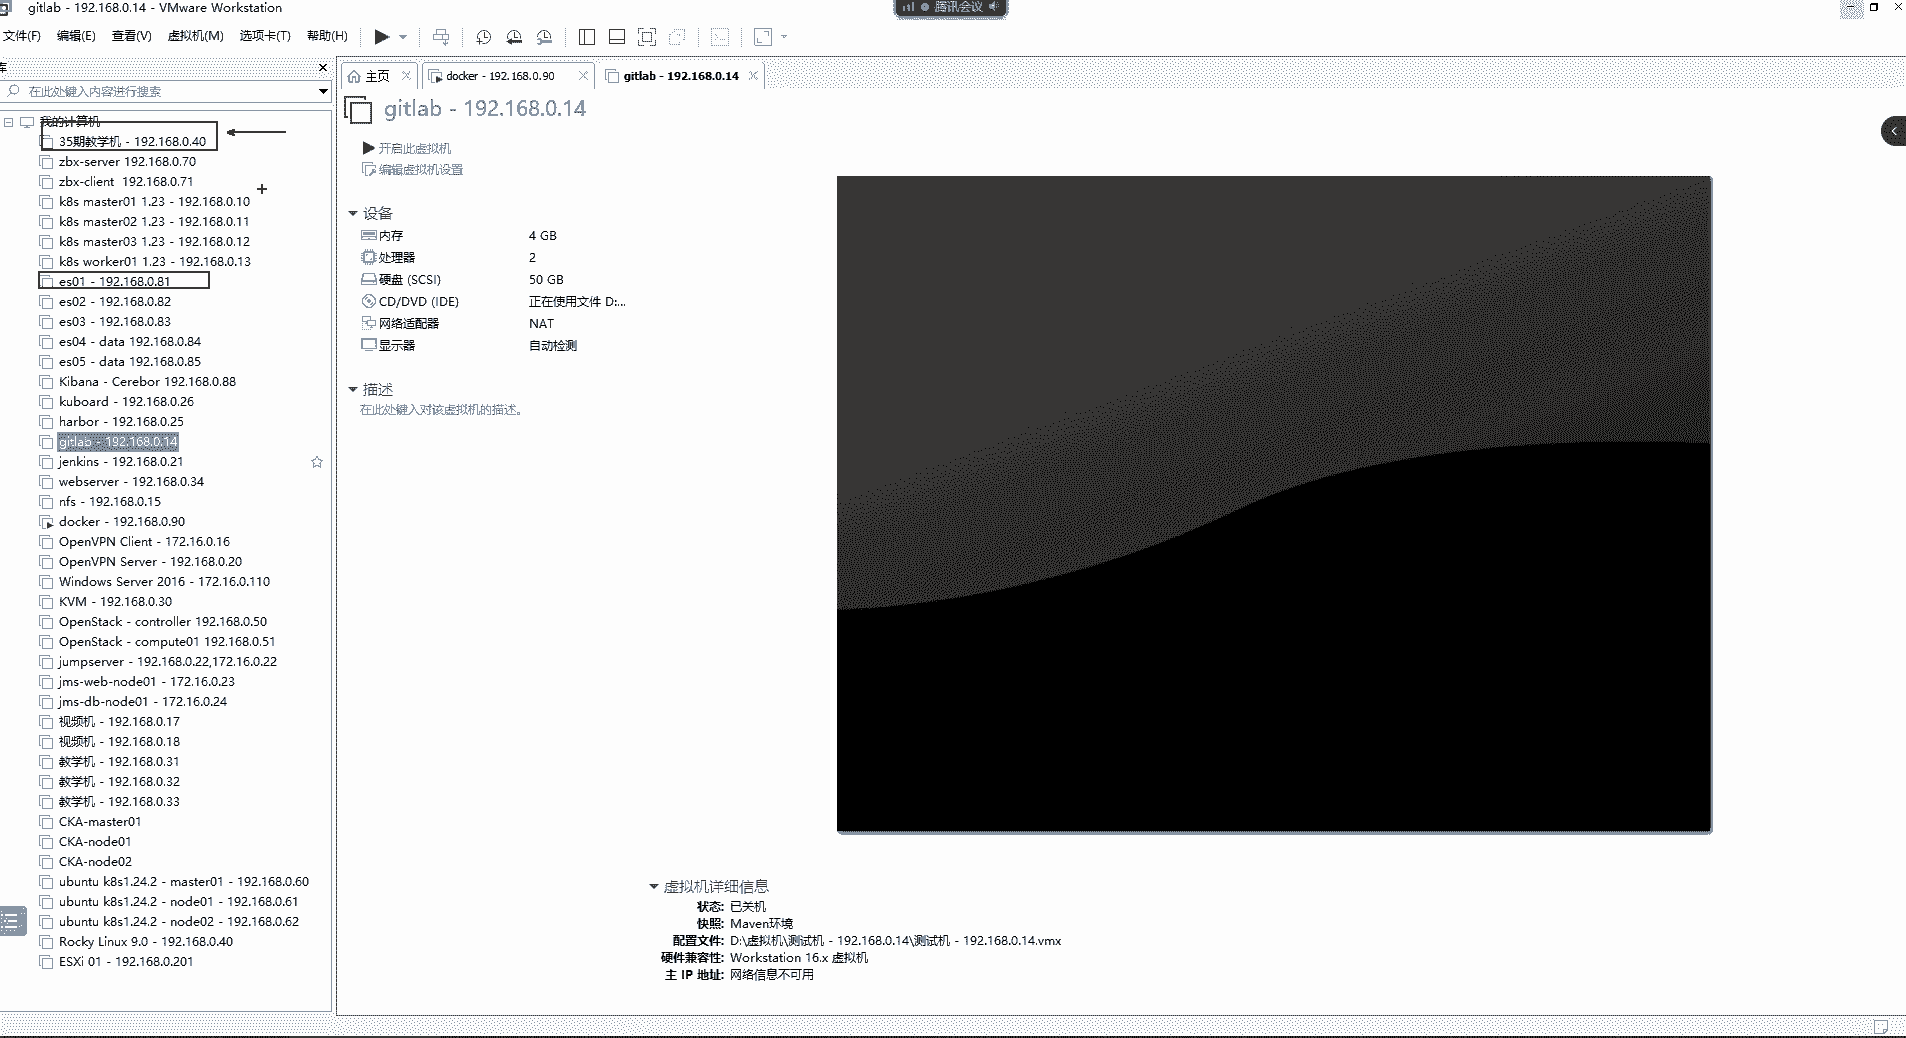 gitlab - 192.168.0.14 - VMware Workstation
腾讯会议
文件(F) 编辑(E) 查看(V) 虚拟机(M) 选项卡(T) 帮助(H)
库
在此处键入内容进行搜索
我的计算机
35期教学机 - 192.168.0.40
zbx-server 192.168.0.70
zbx-client 192.168.0.71
k8s master01 1.23 - 192.168.0.10
k8s master02 1.23 - 192.168.0.11
k8s master03 1.23 - 192.168.0.12
k8s worker01 1.23 - 192.168.0.13
es01 - 192.168.0.81
es02 - 192.168.0.82
es03 - 192.168.0.83
es04 - data 192.168.0.84
es05 - data 192.168.0.85
Kibana - Cerebor 192.168.0.88
kuboard - 192.168.0.26
harbor - 192.168.0.25
gitlab - 192.168.0.14
jenkins - 192.168.0.21
webserver - 192.168.0.34
nfs - 192.168.0.15
docker - 192.168.0.90
OpenVPN Client - 172.16.0.16
OpenVPN Server - 192.168.0.20
Windows Server 2016 - 172.16.0.110
KVM - 192.168.0.30
OpenStack - controller 192.168.0.50
OpenStack - compute01 192.168.0.51
jumpserver - 192.168.0.22,172.16.0.22
jms-web-node01 - 172.16.0.23
jms-db-node01 - 172.16.0.24
视频机 - 192.168.0.17
视频机 - 192.168.0.18
教学机 - 192.168.0.31
教学机 - 192.168.0.32
教学机 - 192.168.0.33
CKA-master01
CKA-node01
CKA-node02
ubuntu k8s1.24.2 - master01 - 192.168.0.60
ubuntu k8s1.24.2 - node01 - 192.168.0.61
ubuntu k8s1.24.2 - node02 - 192.168.0.62
Rocky Linux 9.0 - 192.168.0.40
ESXi 01 - 192.168.0.201
主页 docker - 192.168.0.90 gitlab - 192.168.0.14
gitlab - 192.168.0.14
开启此虚拟机
编辑虚拟机设置
设备
内存 4 GB
处理器 2
硬盘 (SCSI) 50 GB
CD/DVD (IDE) 正在使用文件 D:...
网络适配器 NAT
显示器 自动检测
描述
在此处键入对该虚拟机的描述。
虚拟机详细信息
状态: 已关机
快照: Maven环境
配置文件: D:\虚拟机\测试机 - 192.168.0.14\测试机 - 192.168.0.14.vmx
硬件兼容性: Workstation 16.x 虚拟机
主 IP 地址: 网络信息不可用